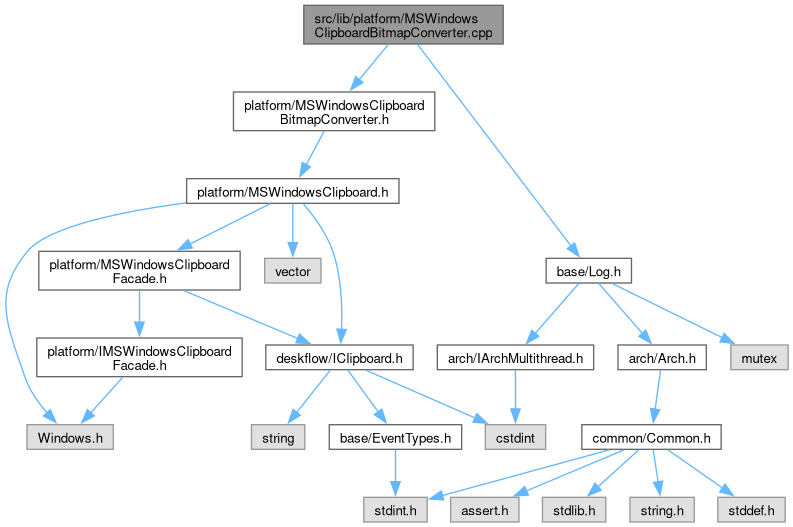 src/lib/platform/MSWindows
ClipboardBitmapConverter.cpp
platform/MSWindowsClipboard
BitmapConverter.h
platform/MSWindowsClipboard.h
platform/MSWindowsClipboard
Facade.h
vector
base/Log.h
platform/IMSWindowsClipboard
Facade.h
deskflow/IClipboard.h
arch/IArchMultithread.h
arch/Arch.h
mutex
Windows.h
string
base/EventTypes.h
cstdint
common/Common.h
stdint.h
assert.h
stdlib.h
string.h
stddef.h